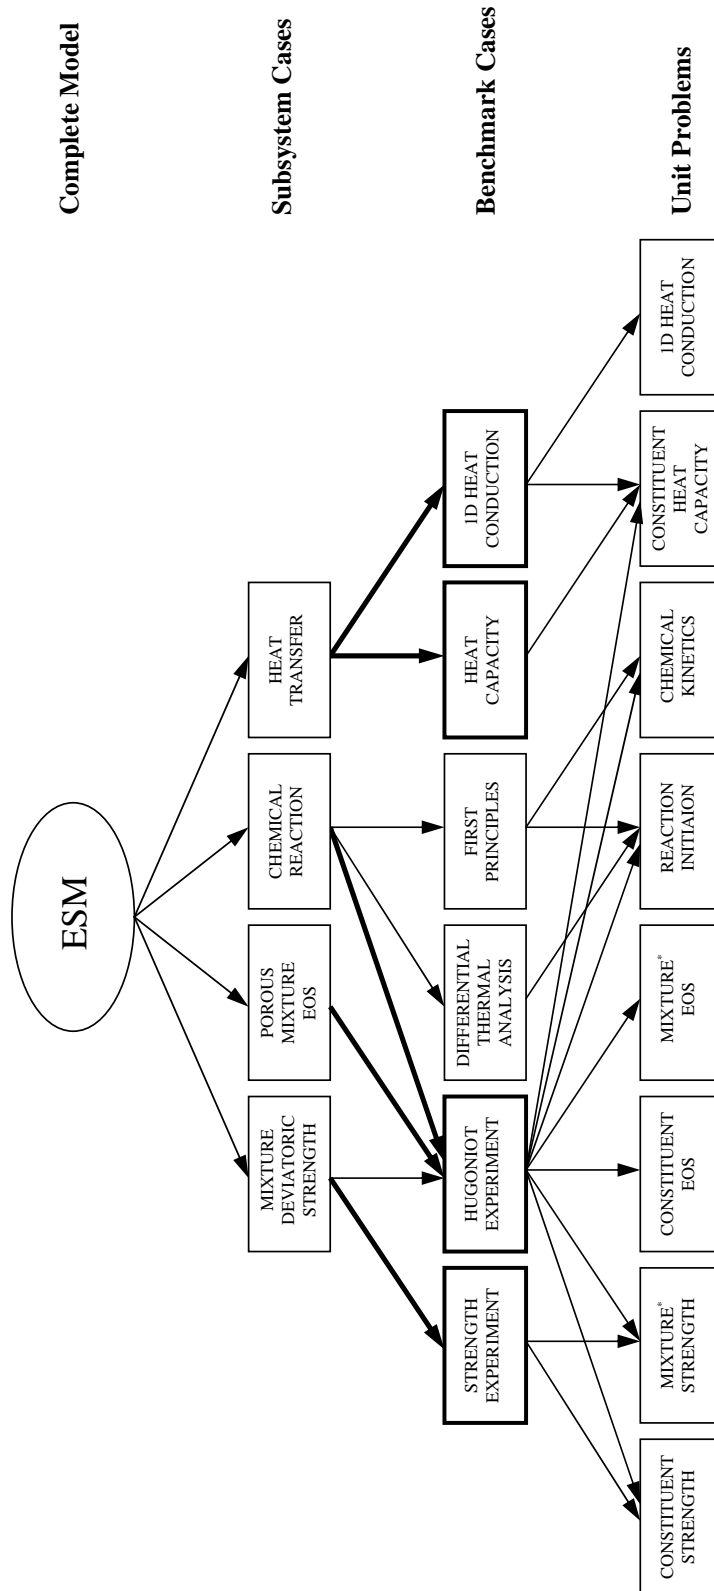 ESM
Complete Model
MIXTURE
DEVIATORIC
STRENGTH
POROUS
MIXTURE
EOS
CHEMICAL
REACTION
HEAT
TRANSFER
Subsystem Cases
STRENGTH
EXPERIMENT
HUGONIOT
EXPERIMENT
DIFFERENTIAL
THERMAL
ANALYSIS
FIRST
PRINCIPLES
HEAT
CAPACITY
1D HEAT
CONDUCTION
Benchmark Cases
CONSTITUENT
STRENGTH
MIXTURE*
STRENGTH
CONSTITUENT
EOS
MIXTURE*
EOS
REACTION
INITIAION
CHEMICAL
KINETICS
CONSTITUENT
HEAT
CAPACITY
1D HEAT
CONDUCTION
Unit Problems